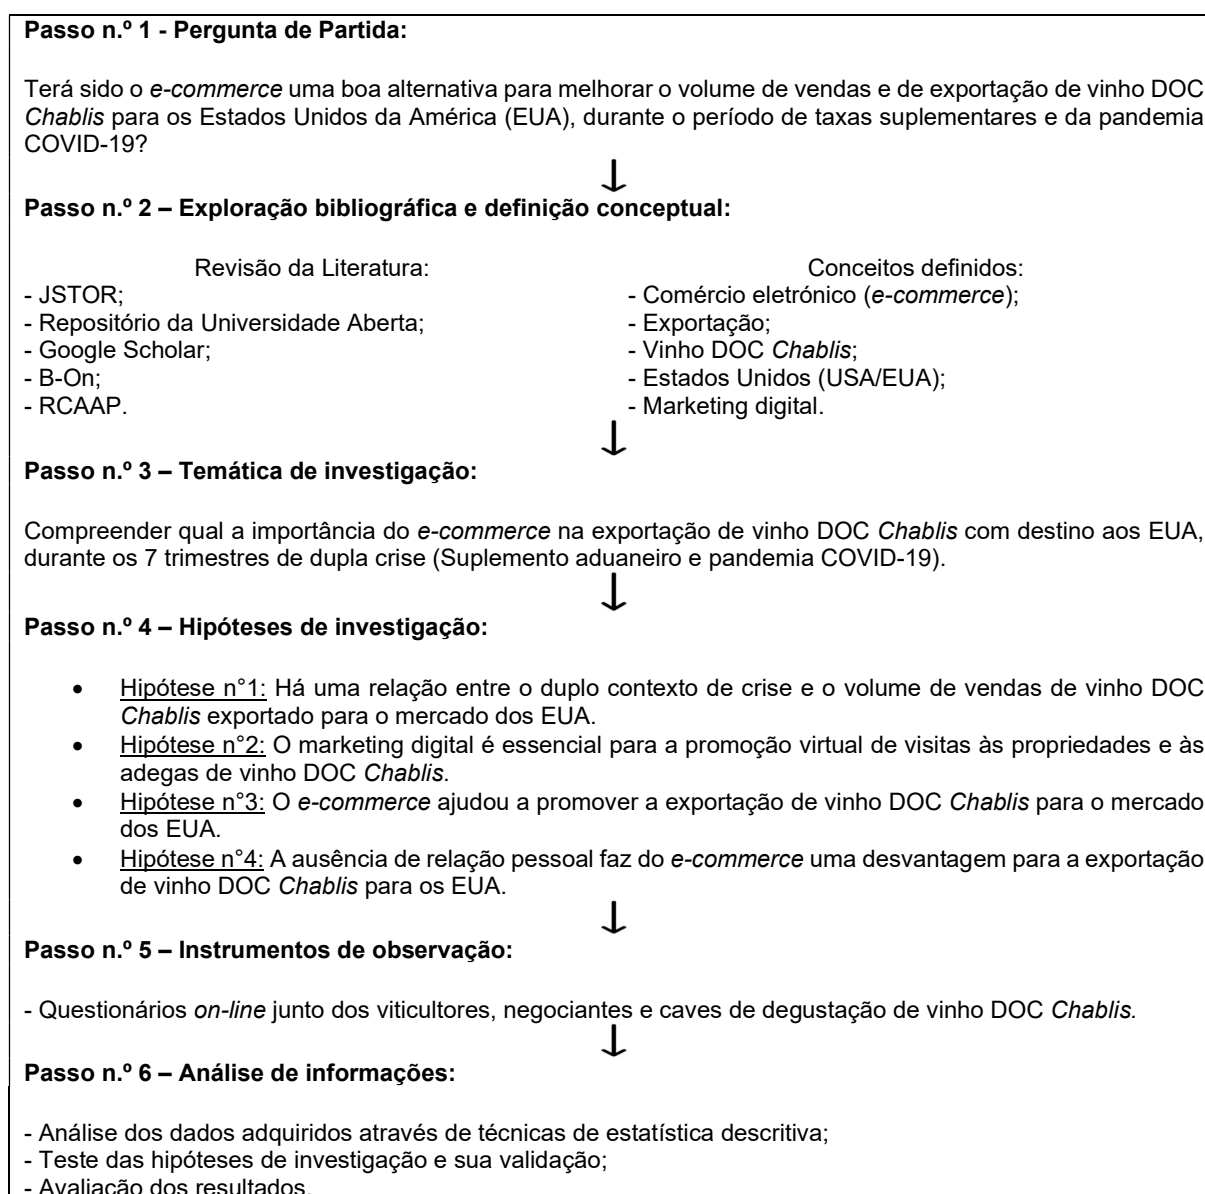 Passo n.º 1 - Pergunta de Partida:
Terá sido o e-commerce uma boa alternativa para melhorar o volume de vendas e de exportação de vinho DOC
Chablis para os Estados Unidos da América (EUA), durante o período de taxas suplementares e da pandemia
COVID-19?
Passo n.º 2 – Exploração bibliográfica e definição conceptual:
Revisão da Literatura:
- JSTOR;
- Repositório da Universidade Aberta;
- Google Scholar;
- B-On;
- RCAAP.
Conceitos definidos:
- Comércio eletrónico (e-commerce);
- Exportação;
- Vinho DOC Chablis;
- Estados Unidos (USA/EUA);
- Marketing digital.
Passo n.º 3 – Temática de investigação:
Compreender qual a importância do e-commerce na exportação de vinho DOC Chablis com destino aos EUA,
durante os 7 trimestres de dupla crise (Suplemento aduaneiro e pandemia COVID-19).
Passo n.º 4 – Hipóteses de investigação:
• Hipótese n°1: Há uma relação entre o duplo contexto de crise e o volume de vendas de vinho DOC
Chablis exportado para o mercado dos EUA.
• Hipótese n°2: O marketing digital é essencial para a promoção virtual de visitas às propriedades e às
adegas de vinho DOC Chablis.
• Hipótese n°3: O e-commerce ajudou a promover a exportação de vinho DOC Chablis para o mercado
dos EUA.
• Hipótese n°4: A ausência de relação pessoal faz do e-commerce uma desvantagem para a exportação
de vinho DOC Chablis para os EUA.
Passo n.º 5 – Instrumentos de observação:
- Questionários on-line junto dos viticultores, negociantes e caves de degustação de vinho DOC Chablis.
Passo n.º 6 – Análise de informações:
- Análise dos dados adquiridos através de técnicas de estatística descritiva;
- Teste das hipóteses de investigação e sua validação;
- Avaliação dos resultados.